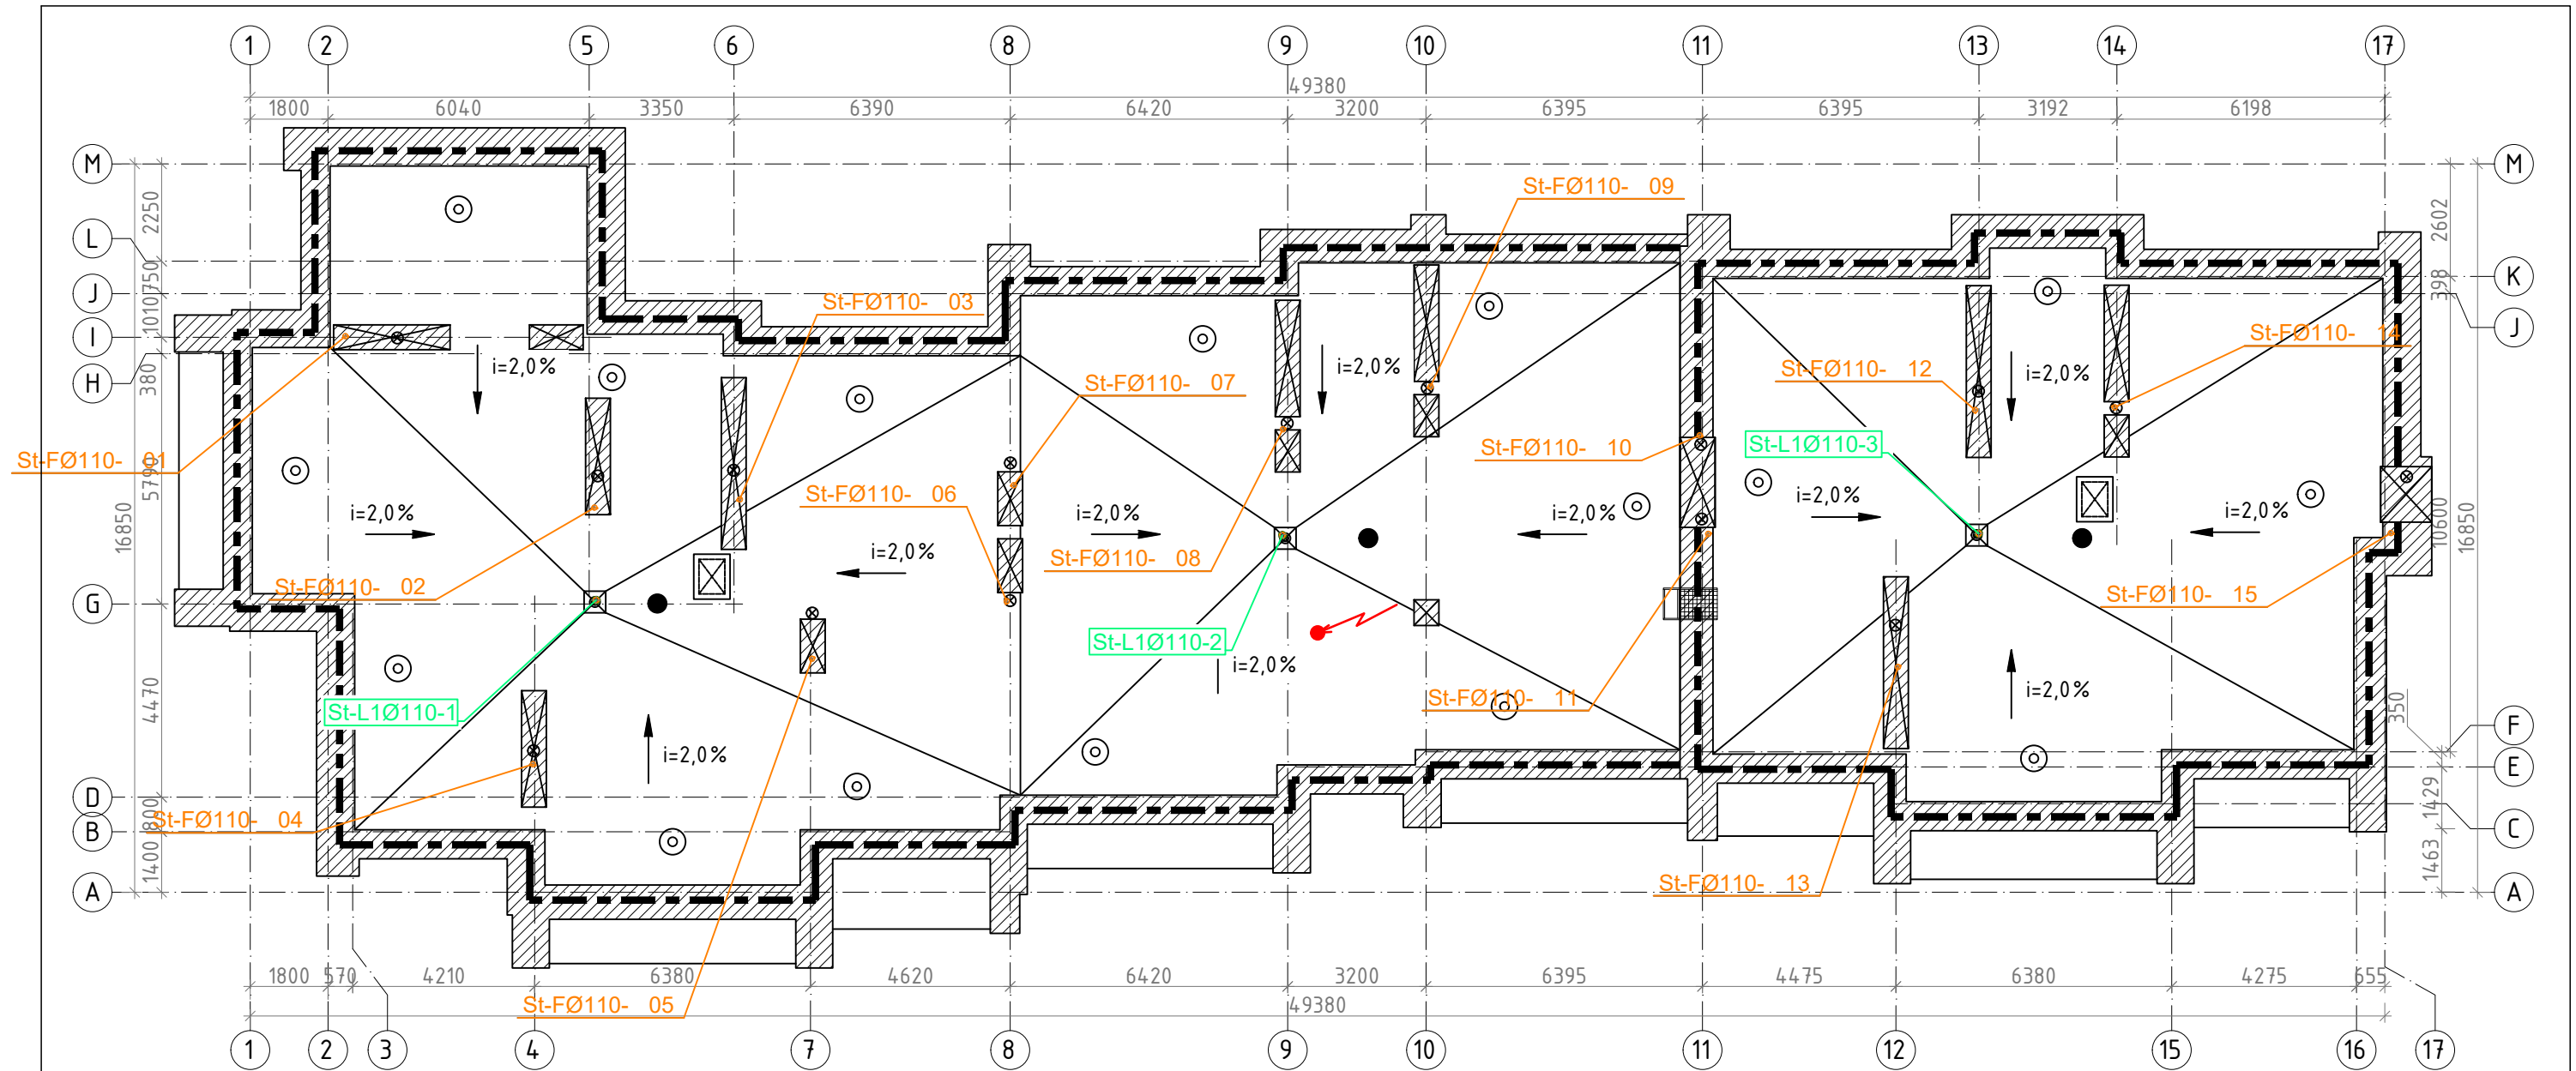 1 2 5 6 8 9 10 11 13 14 17
49380
1800 6040 3350 6390 6420 3200 6395 6395 3192 6198
M M
St-FØ110- 09
2250 2602
L
K
750 398
J
St-FØ110- 03
1010
I J
St-FØ110- 14
i=2,0% i=2,0% i=2,0%
H
380
St-FØ110- 07
St-FØ110- 12
St-L1Ø110-3
St-FØ110- 10
St-FØ110- 01
5790
St-FØ110- 06
i=2,0% i=2,0% i=2,0% i=2,0% i=2,0%
16850 10600 16850
i=2,0%
St-FØ110- 08
St-FØ110- 02
St-FØ110- 15
G
St-L1Ø110-2
i=2,0%
i=2,0%
4470
St-FØ110- 11
350
St-L1Ø110-1
F
i=2,0%
E
D
800 1429
St-FØ110- 04
B C
1400 1463
St-FØ110- 13
A A
1800 570 4210 6380 4620 6420 3200 6395 4475 6380 4275 655
St-FØ110- 05
49380
1 2 3 4 7 8 9 10 11 12 15 16 17